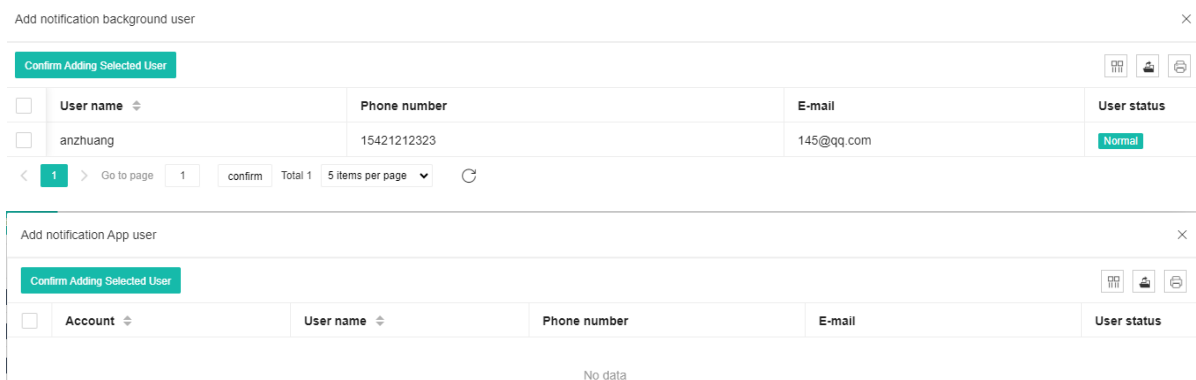 Add notification background user
Confirm Adding Selected User
User name Phone number E-mail User status
anzhuang 15421212323 145@qq.com Normal
1 Go to page 1 confirm Total 1 5 items per page
Add notification App user
Confirm Adding Selected User
Account User name Phone number E-mail User status
No data